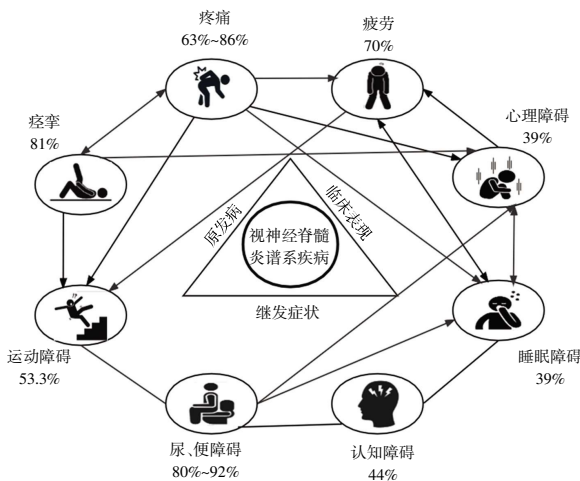 疼痛
63%~86%
疲劳
70%
心理障碍
39%
痉挛
81%
原发病
临床表现
视神经脊髓
炎谱系疾病
继发症状
运动障碍
53.3%
睡眠障碍
39%
尿、便障碍
80%~92%
认知障碍
44%